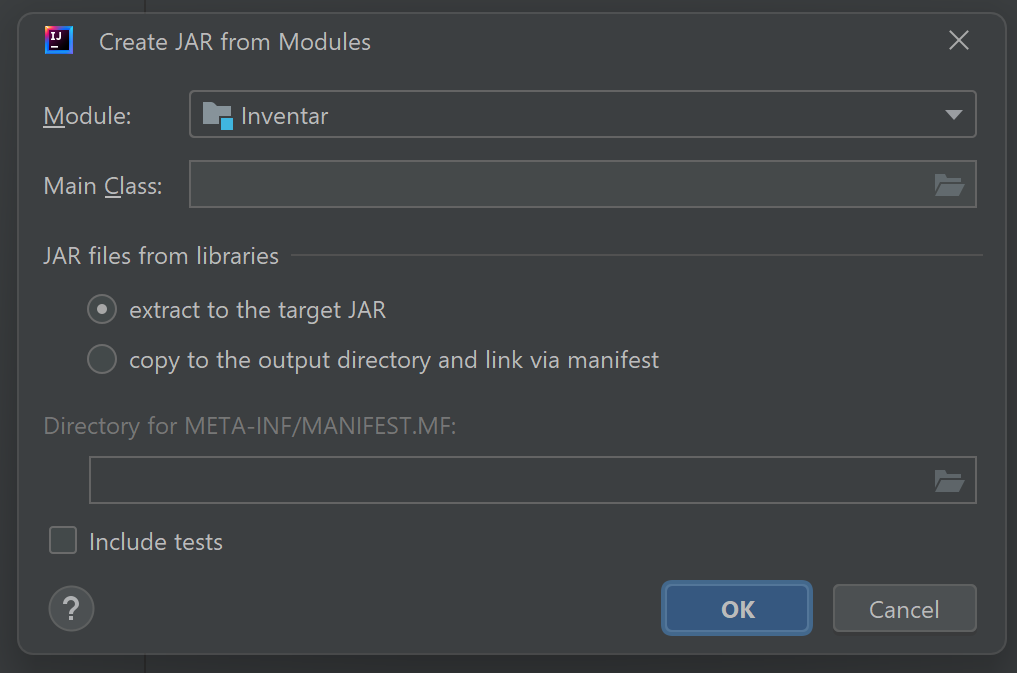 IJ
Create JAR from Modules
Module: Inventar
Main Class:
JAR files from libraries
extract to the target JAR
copy to the output directory and link via manifest
Directory for META-INF/MANIFEST.MF:
Include tests
? OK Cancel